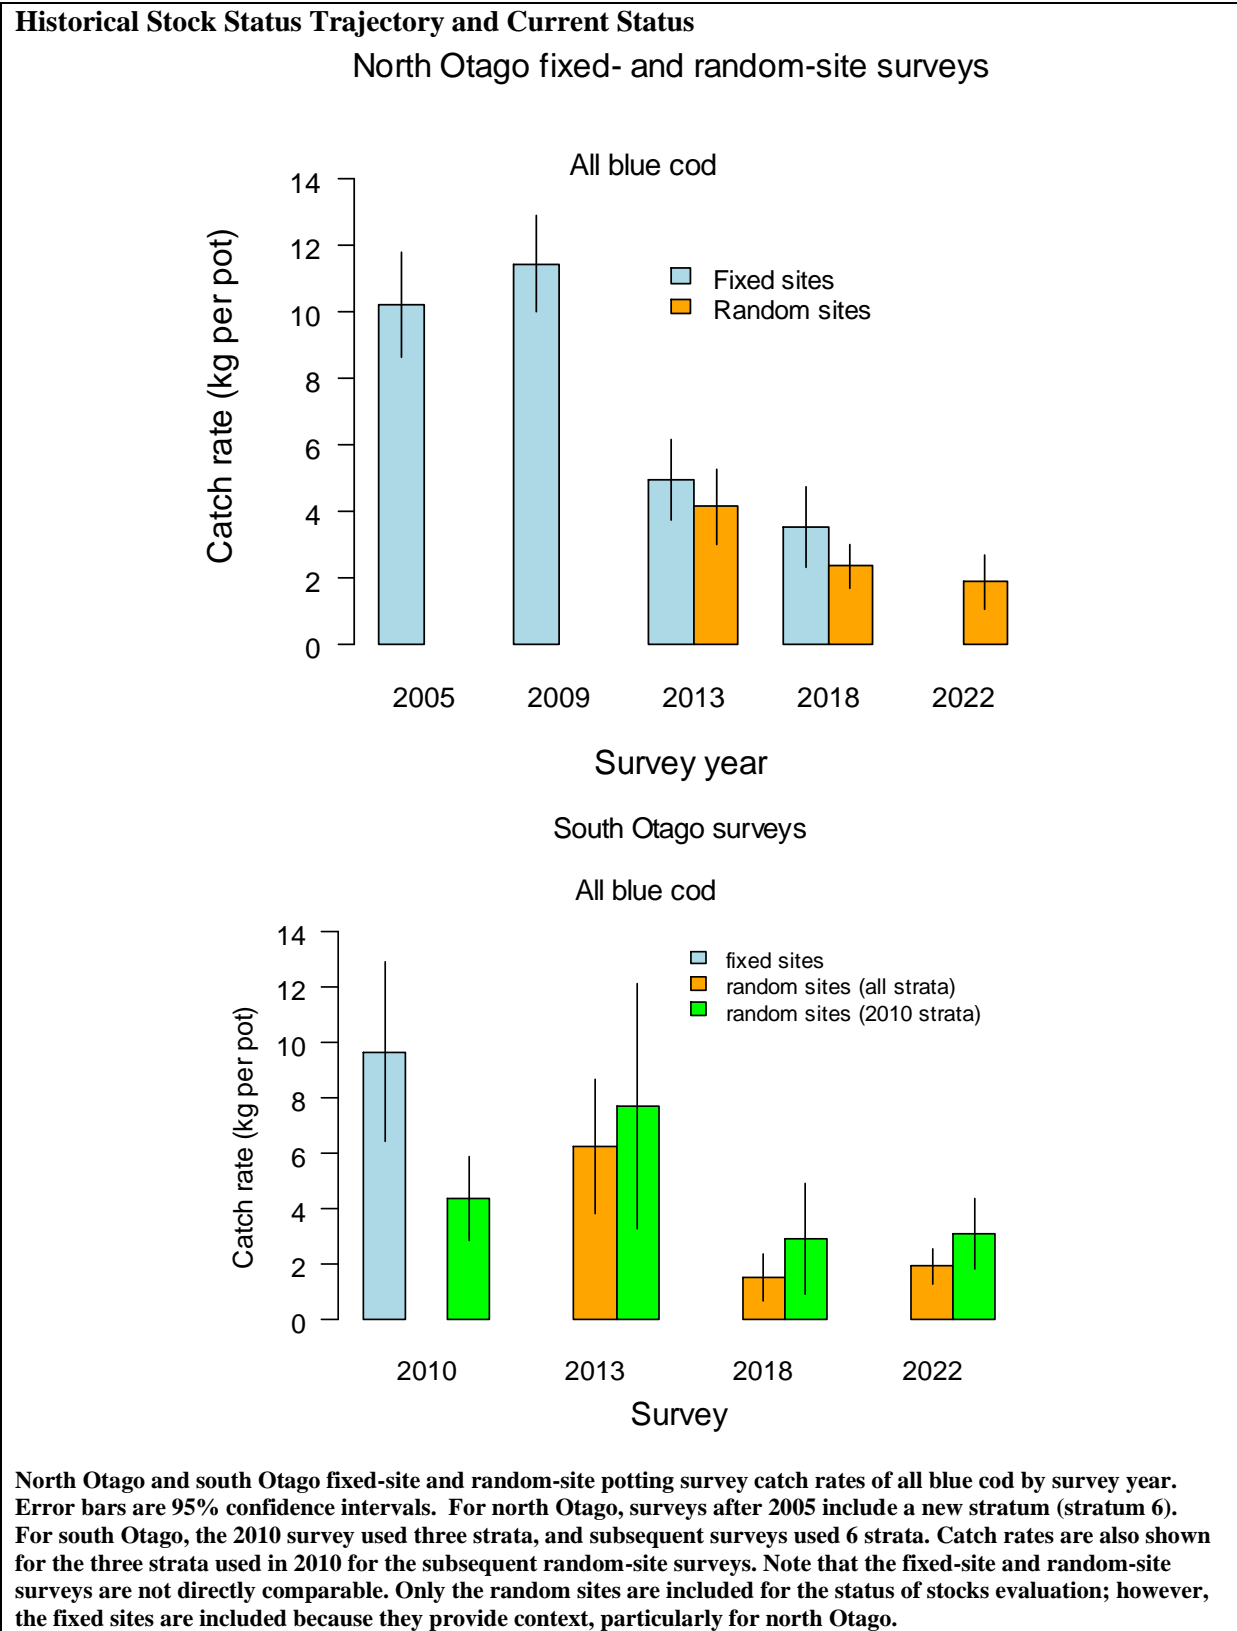 Historical Stock Status Trajectory and Current Status
North Otago fixed- and random-site surveys
All blue cod
14
12
10
8
6
4
2
0
Catch rate (kg per pot)
Fixed sites
Random sites
2005 2009 2013 2018 2022
Survey year
South Otago surveys
All blue cod
14
12
10
8
6
4
2
0
Catch rate (kg per pot)
fixed sites
random sites (all strata)
random sites (2010 strata)
2010 2013 2018 2022
Survey
North Otago and south Otago fixed-site and random-site potting survey catch rates of all blue cod by survey year.
Error bars are 95% confidence intervals. For north Otago, surveys after 2005 include a new stratum (stratum 6).
For south Otago, the 2010 survey used three strata, and subsequent surveys used 6 strata. Catch rates are also shown
for the three strata used in 2010 for the subsequent random-site surveys. Note that the fixed-site and random-site
surveys are not directly comparable. Only the random sites are included for the status of stocks evaluation; however,
the fixed sites are included because they provide context, particularly for north Otago.